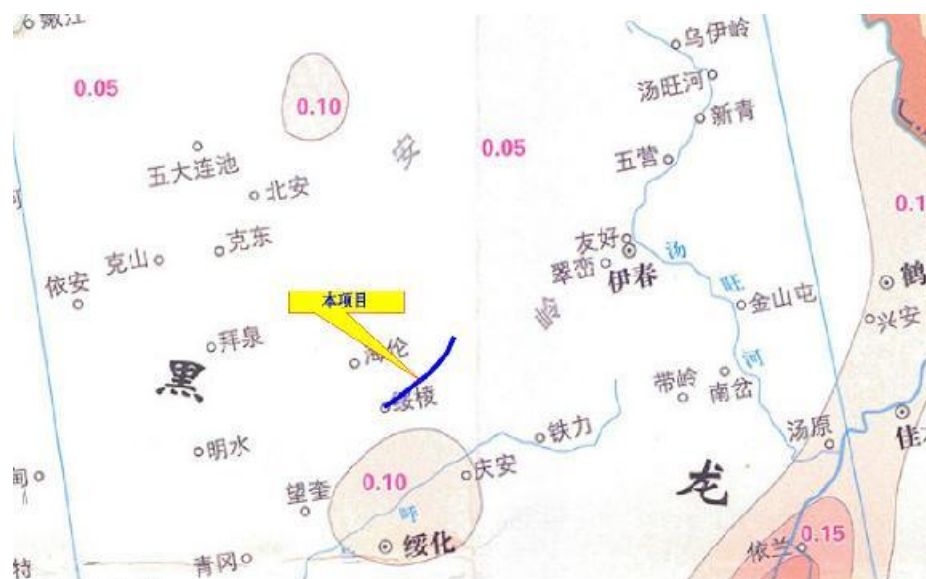 嫩江
乌伊岭
0.05
汤旺河
0.10
新青
安
0.05
五大连池
五营
北安
0.1
克东
友好
汤
克山
翠峦
伊春
旺
鹤
依安
本项目
金山屯
岭
兴安
拜泉
海伦
河
黑
带岭
南岔
绥棱
佳
铁力
汤原
明水
庆安
龙
望奎
0.10
呼
绥化
0.15
依兰
青冈
特